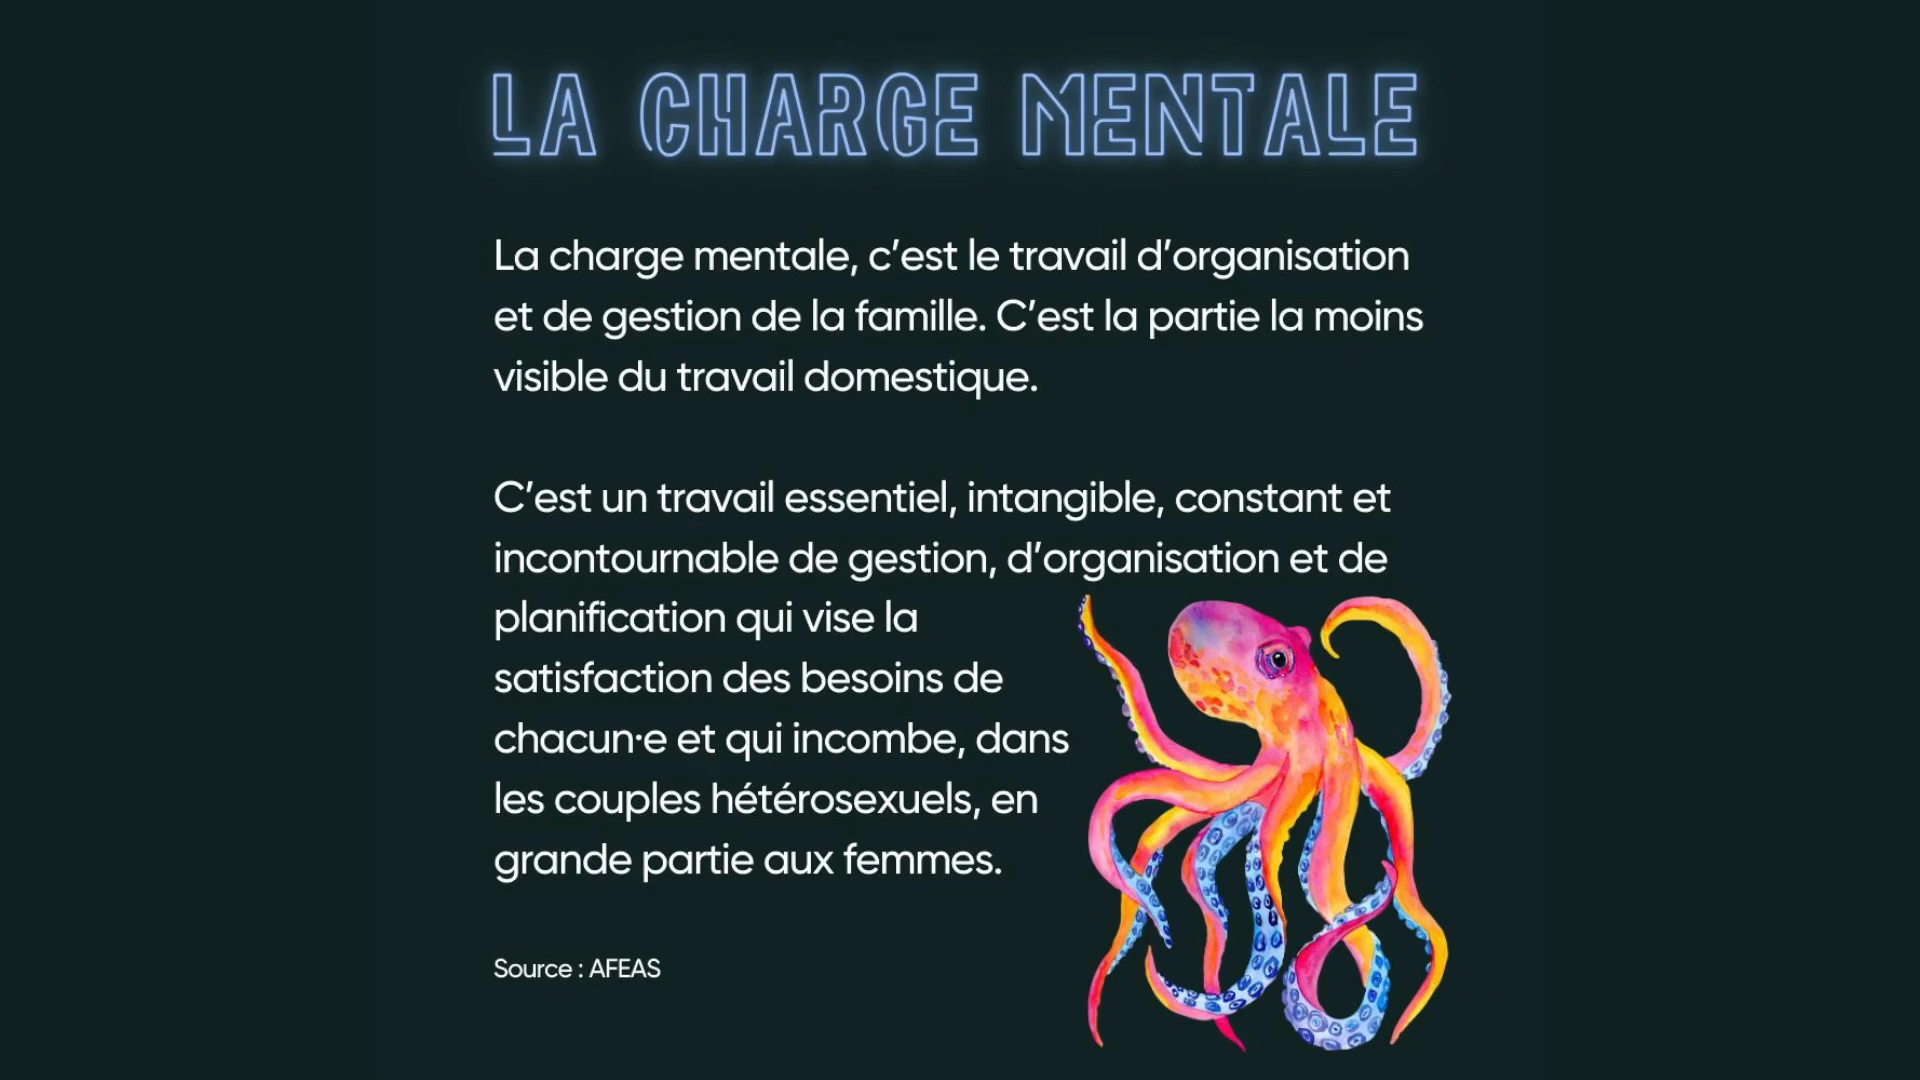 LA CHARGE MENTALE
La charge mentale, c’est le travail d’organisation
et de gestion de la famille. C’est la partie la moins
visible du travail domestique.
C’est un travail essentiel, intangible, constant et
incontournable de gestion, d’organisation et de
planification qui vise la
satisfaction des besoins de
chacun·e et qui incombe, dans
les couples hétérosexuels, en
grande partie aux femmes.
Source : AFEAS